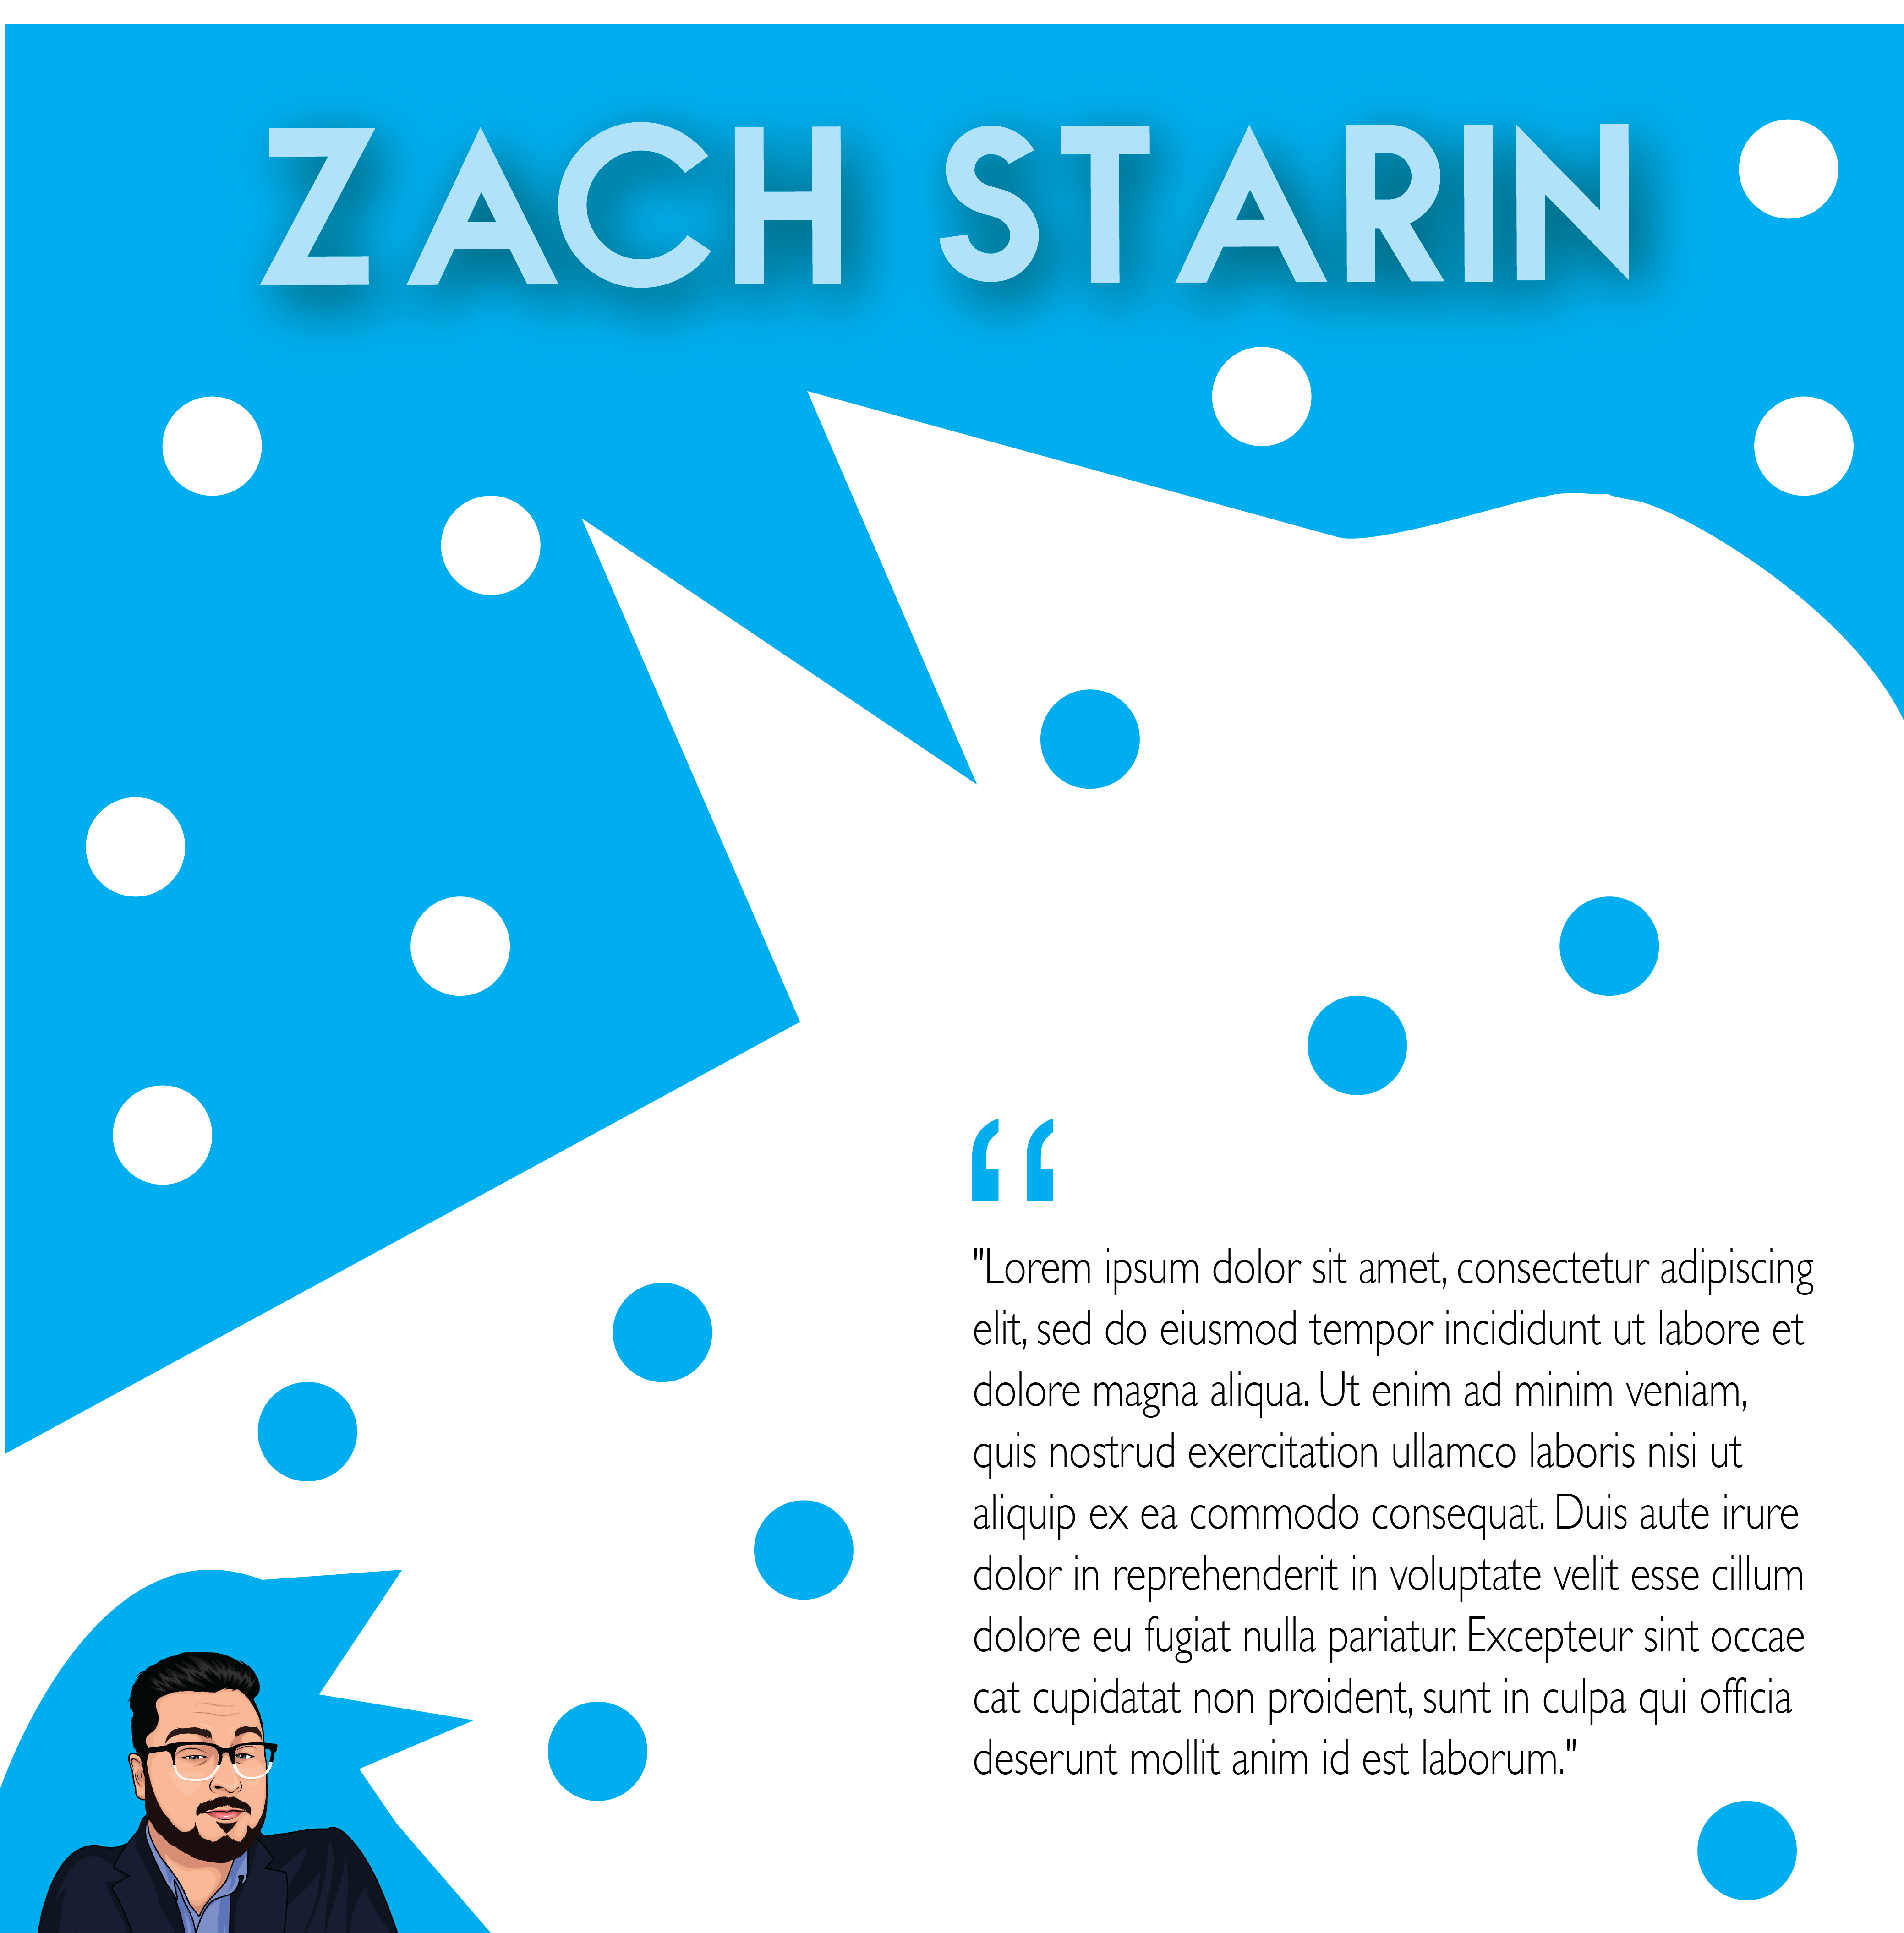 ZACH STARIN
“
"Lorem ipsum dolor sit amet, consectetur adipiscing
elit, sed do eiusmod tempor incididunt ut labore et
dolore magna aliqua. Ut enim ad minim veniam,
quis nostrud exercitation ullamco laboris nisi ut
aliquip ex ea commodo consequat. Duis aute irure
dolor in reprehenderit in voluptate velit esse cillum
dolore eu fugiat nulla pariatur. Excepteur sint occae
cat cupidatat non proident, sunt in culpa qui officia
deserunt mollit anim id est laborum."